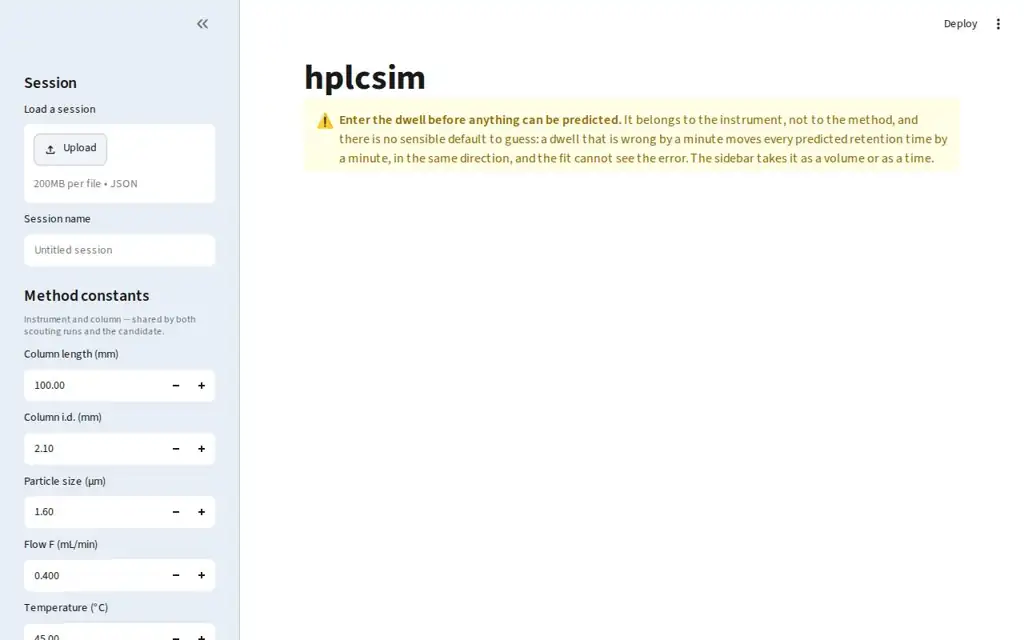 Deploy
Session
Load a session
Upload
200MB per file • JSON
Session name
Untitled session
Method constants
Instrument and column — shared by both
scouting runs and the candidate.
Column length (mm)
100.00
Column i.d. (mm)
2.10
Particle size (µm)
1.60
Flow F (mL/min)
0.400
Temperature (°C)
45.00
hplcsim
Enter the dwell before anything can be predicted. It belongs to the instrument, not to the method, and
there is no sensible default to guess: a dwell that is wrong by a minute moves every predicted retention time by
a minute, in the same direction, and the fit cannot see the error. The sidebar takes it as a volume or as a time.